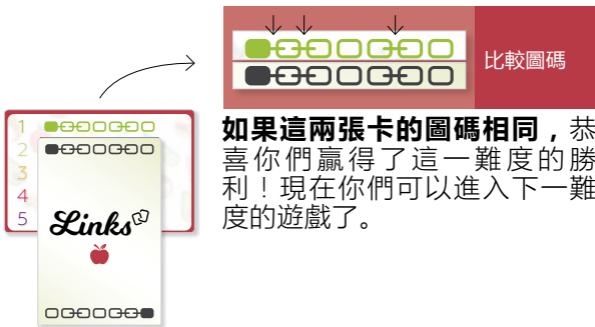 比較圖碼
如果這兩張卡的圖碼相同，恭
喜你們贏得了這一難度的勝
利！現在你們可以進入下一難
度的遊戲了。
1
2
3
4
5
Links